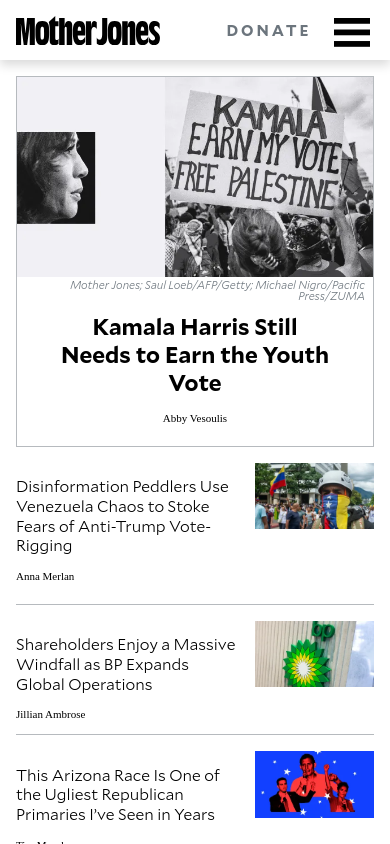 Mother Jones
DONATE
KAMALA
EARN MY VOTE
FREE PALESTINE
Mother Jones; Saul Loeb/AFP/Getty; Michael Nigro/Pacific
Press/ZUMA
Kamala Harris Still
Needs to Earn the Youth
Vote
Abby Vesoulis
Disinformation Peddlers Use
Venezuela Chaos to Stoke
Fears of Anti-Trump Vote-
Rigging
Anna Merlan
Shareholders Enjoy a Massive
Windfall as BP Expands
Global Operations
Jillian Ambrose
bp
This Arizona Race Is One of
the Ugliest Republican
Primaries I’ve Seen in Years